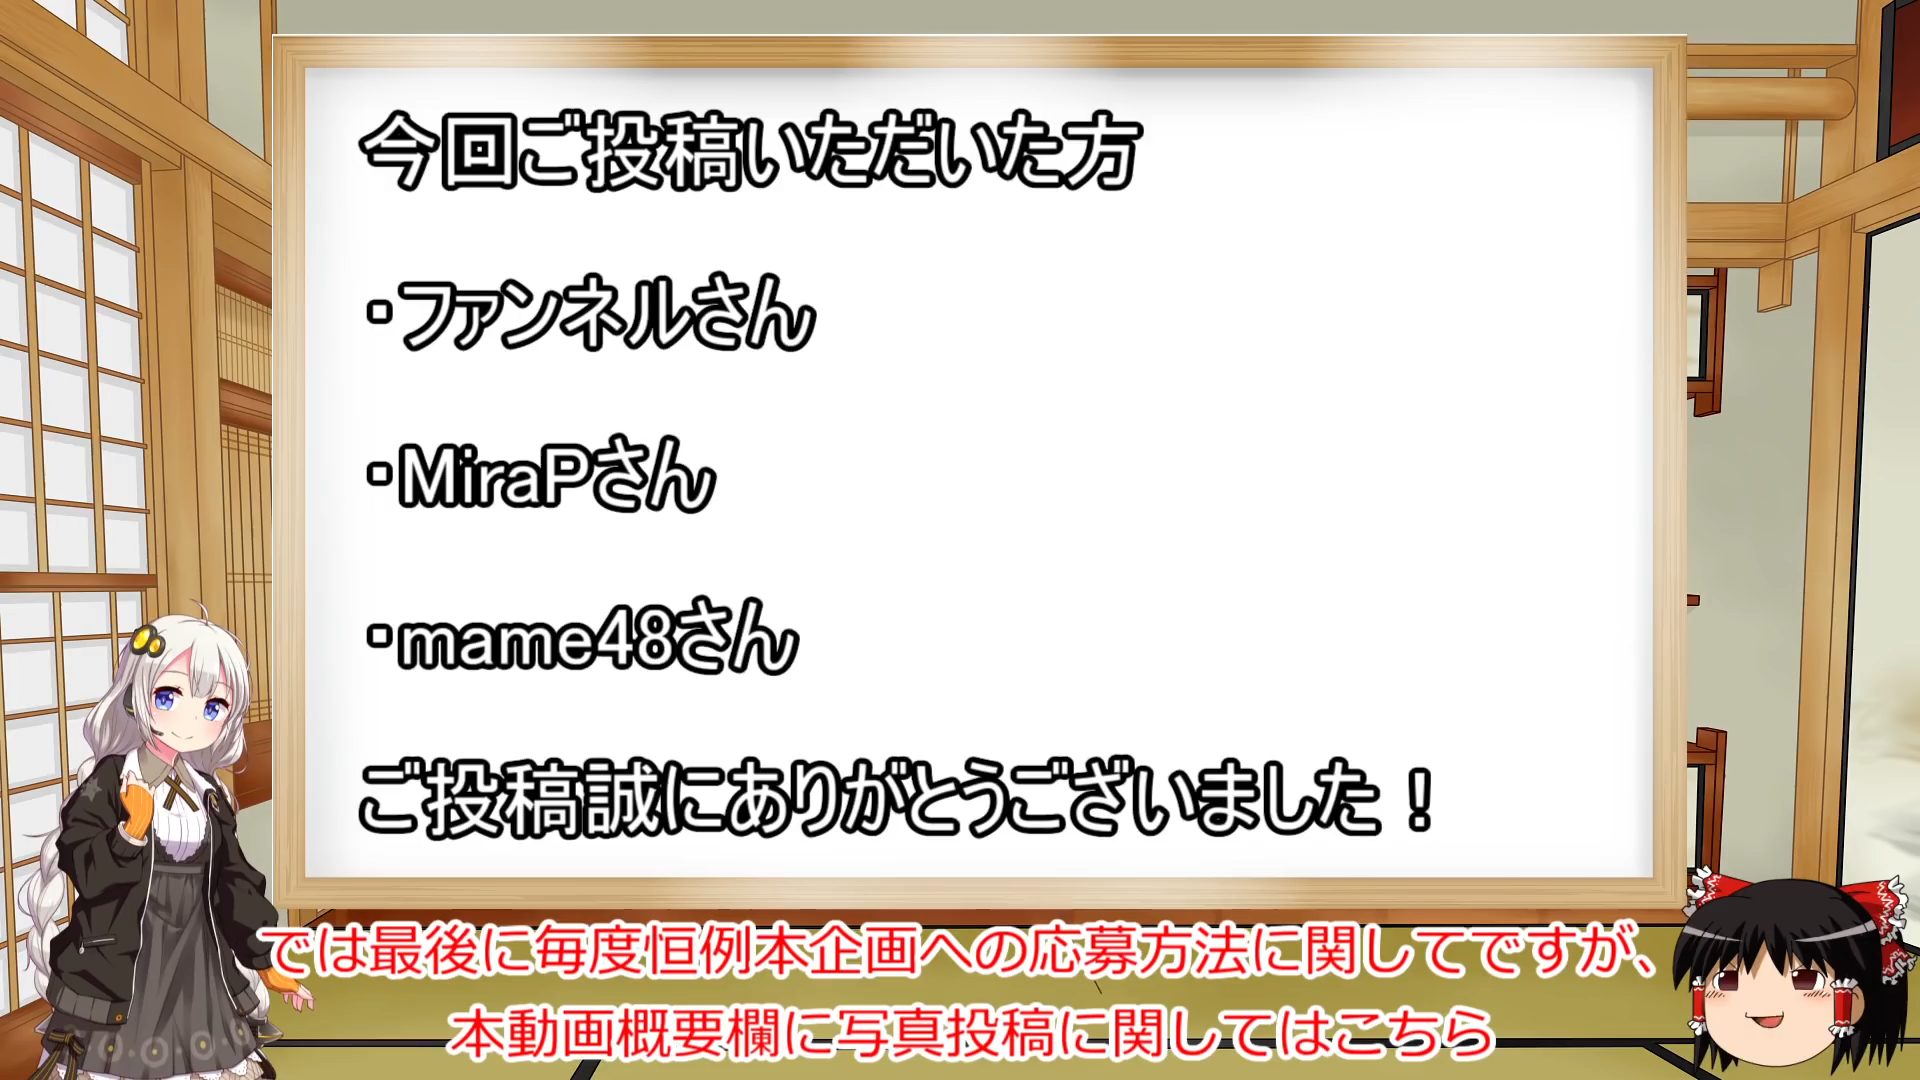 今回ご投稿いただいた方
・ファンネルさん
・MiraPさん
・mame48さん
ご投稿誠にありがとうございました！
では最後に毎度恒例本企画への応募方法に関してですが、
本動画概要欄に写真投稿に関してはこちら